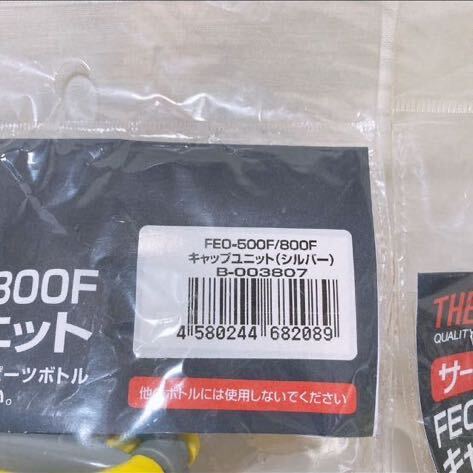 FEO-500F/800F
キャップユニット(シルバー)
B-003807
4 580244 682089
800F
ニット
ーツボトル
。
他のボトルには使用しないでください
THE
QUALITY
サー
FEO
キャ